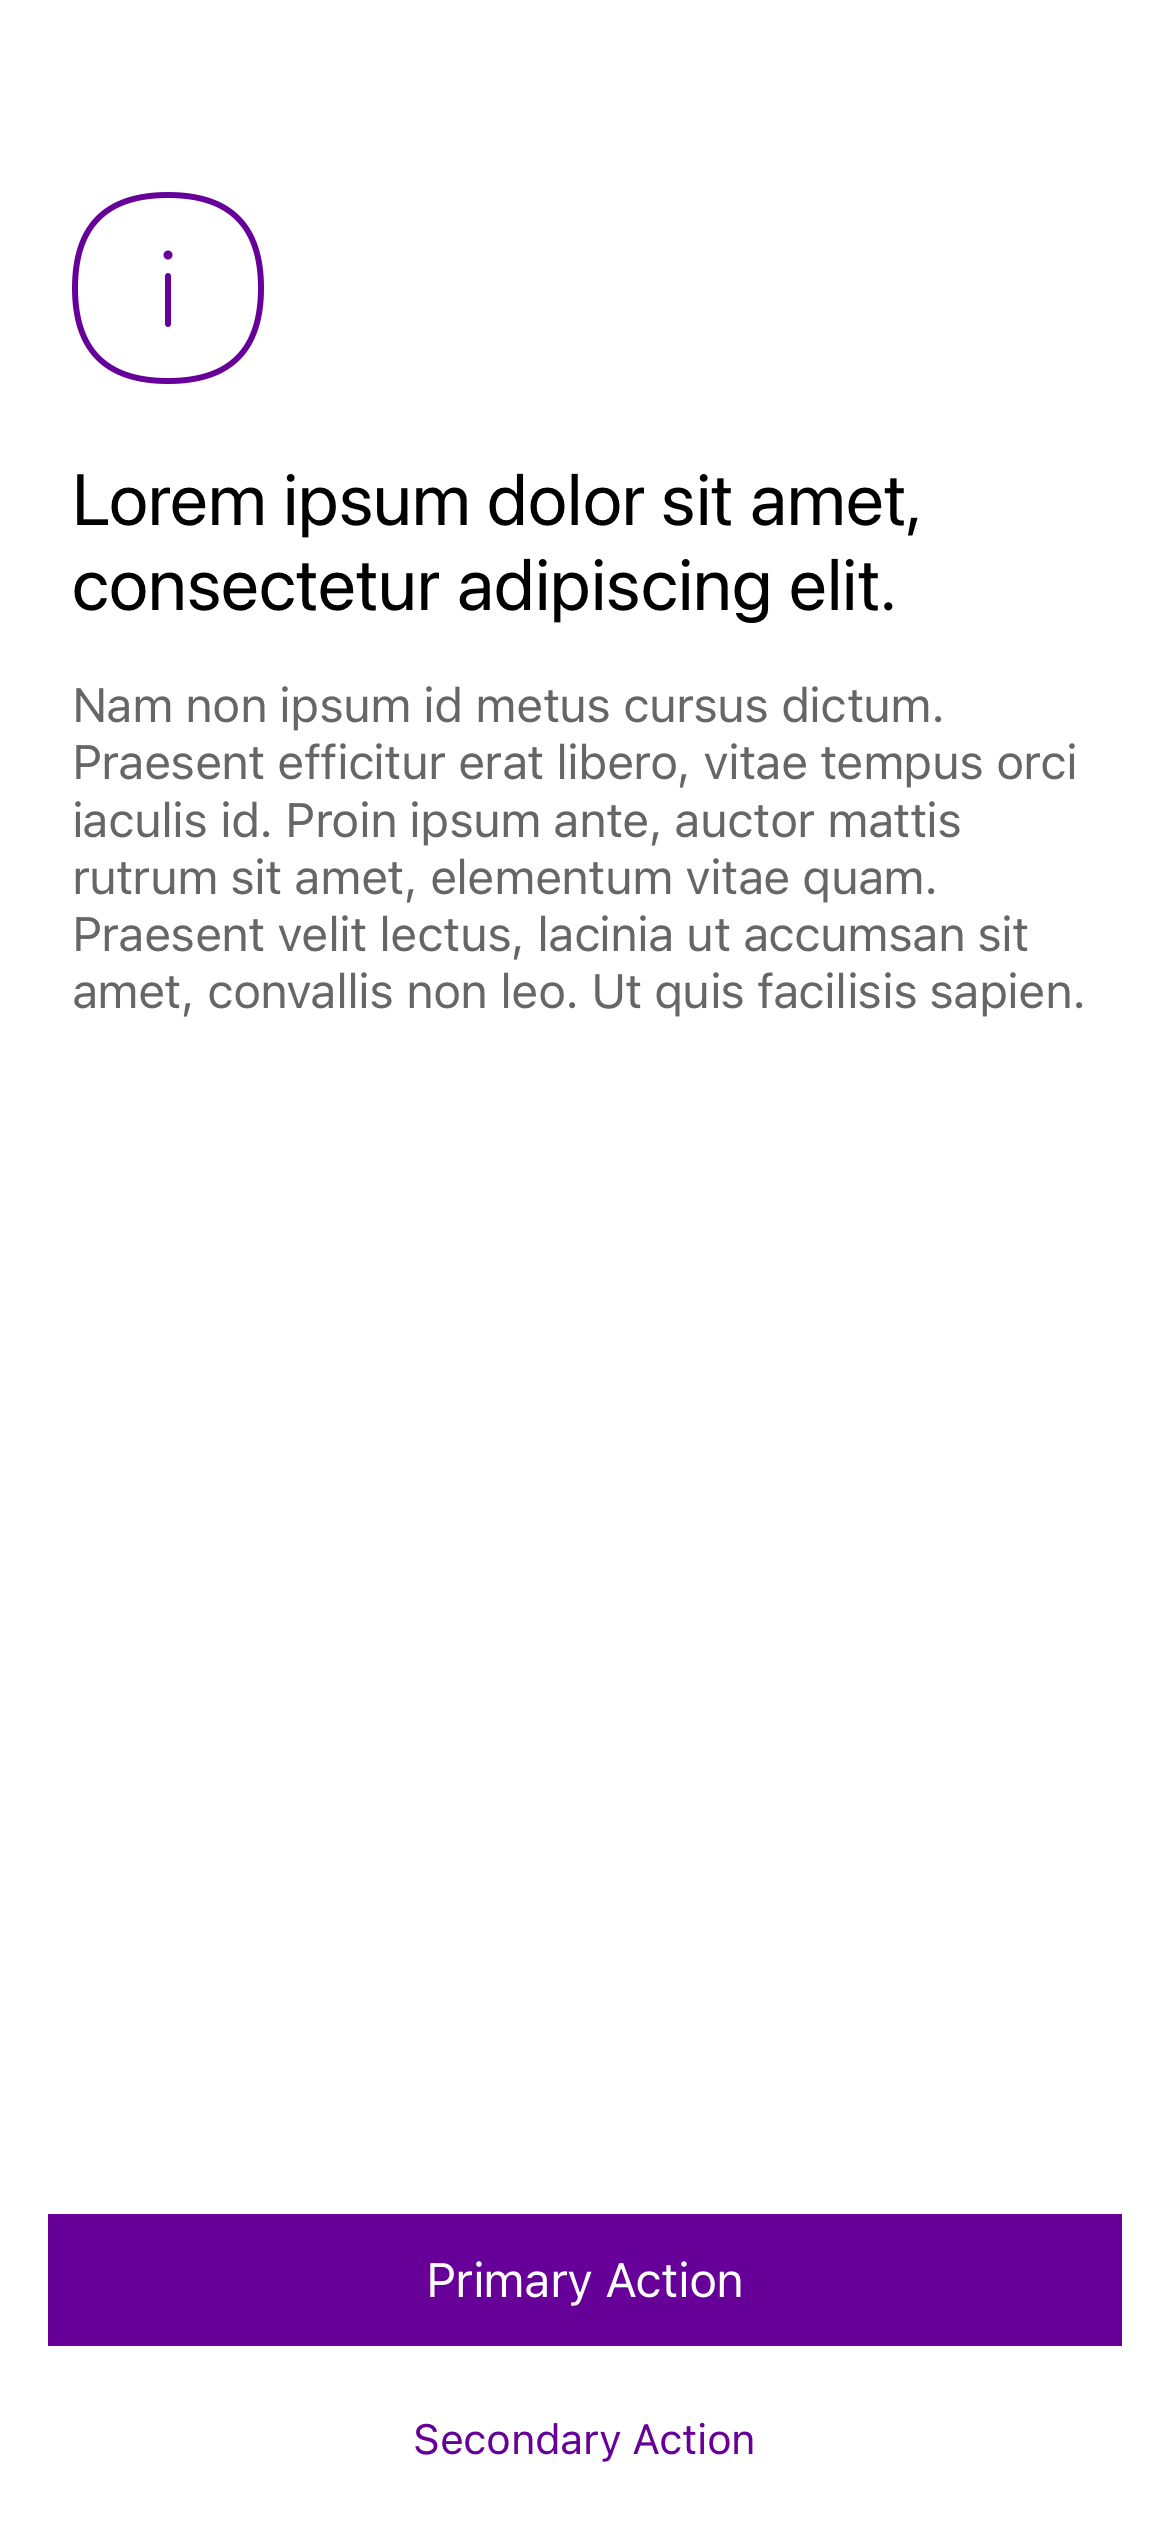 i
Lorem ipsum dolor sit amet,
consectetur adipiscing elit.
Nam non ipsum id metus cursus dictum.
Praesent efficitur erat libero, vitae tempus orci
iaculis id. Proin ipsum ante, auctor mattis
rutrum sit amet, elementum vitae quam.
Praesent velit lectus, lacinia ut accumsan sit
amet, convallis non leo. Ut quis facilisis sapien.
Primary Action
Secondary Action